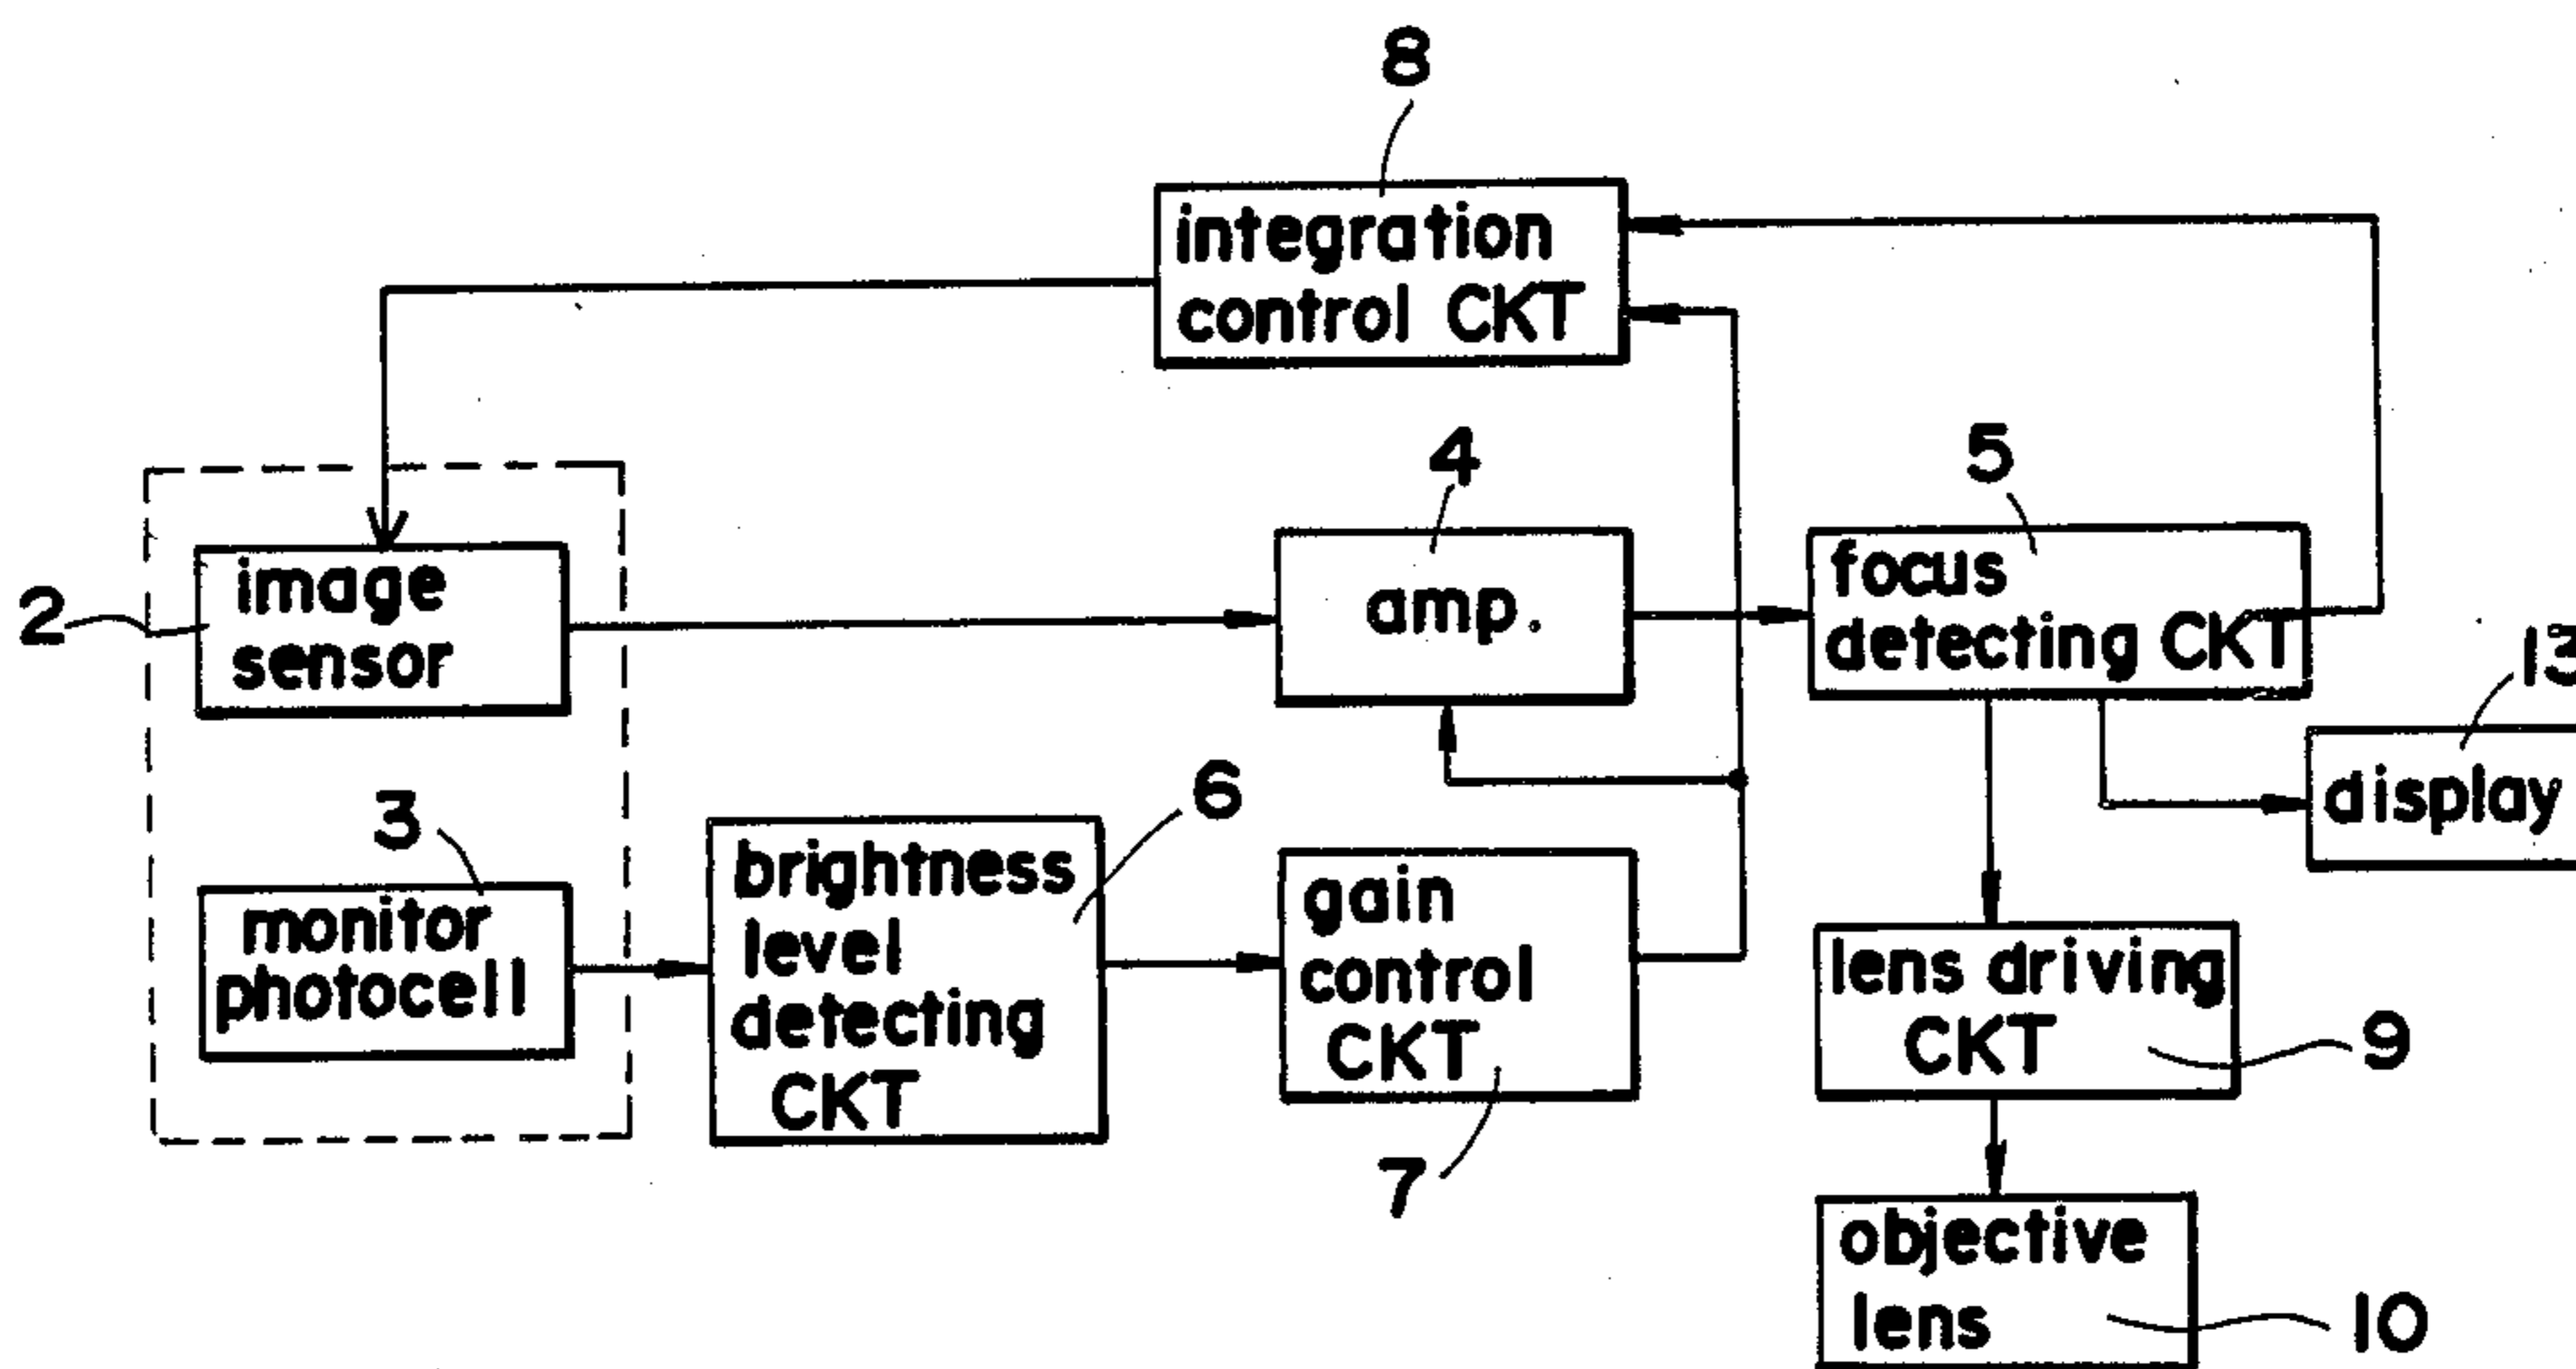 8
integration
control CKT
4
5
image
sensor
2
amp.
focus
detecting CKT
13
display
3
monitor
photocell
brightness
level
detecting
CKT
6
gain
control
CKT
7
lens driving
CKT
9
objective
lens
10